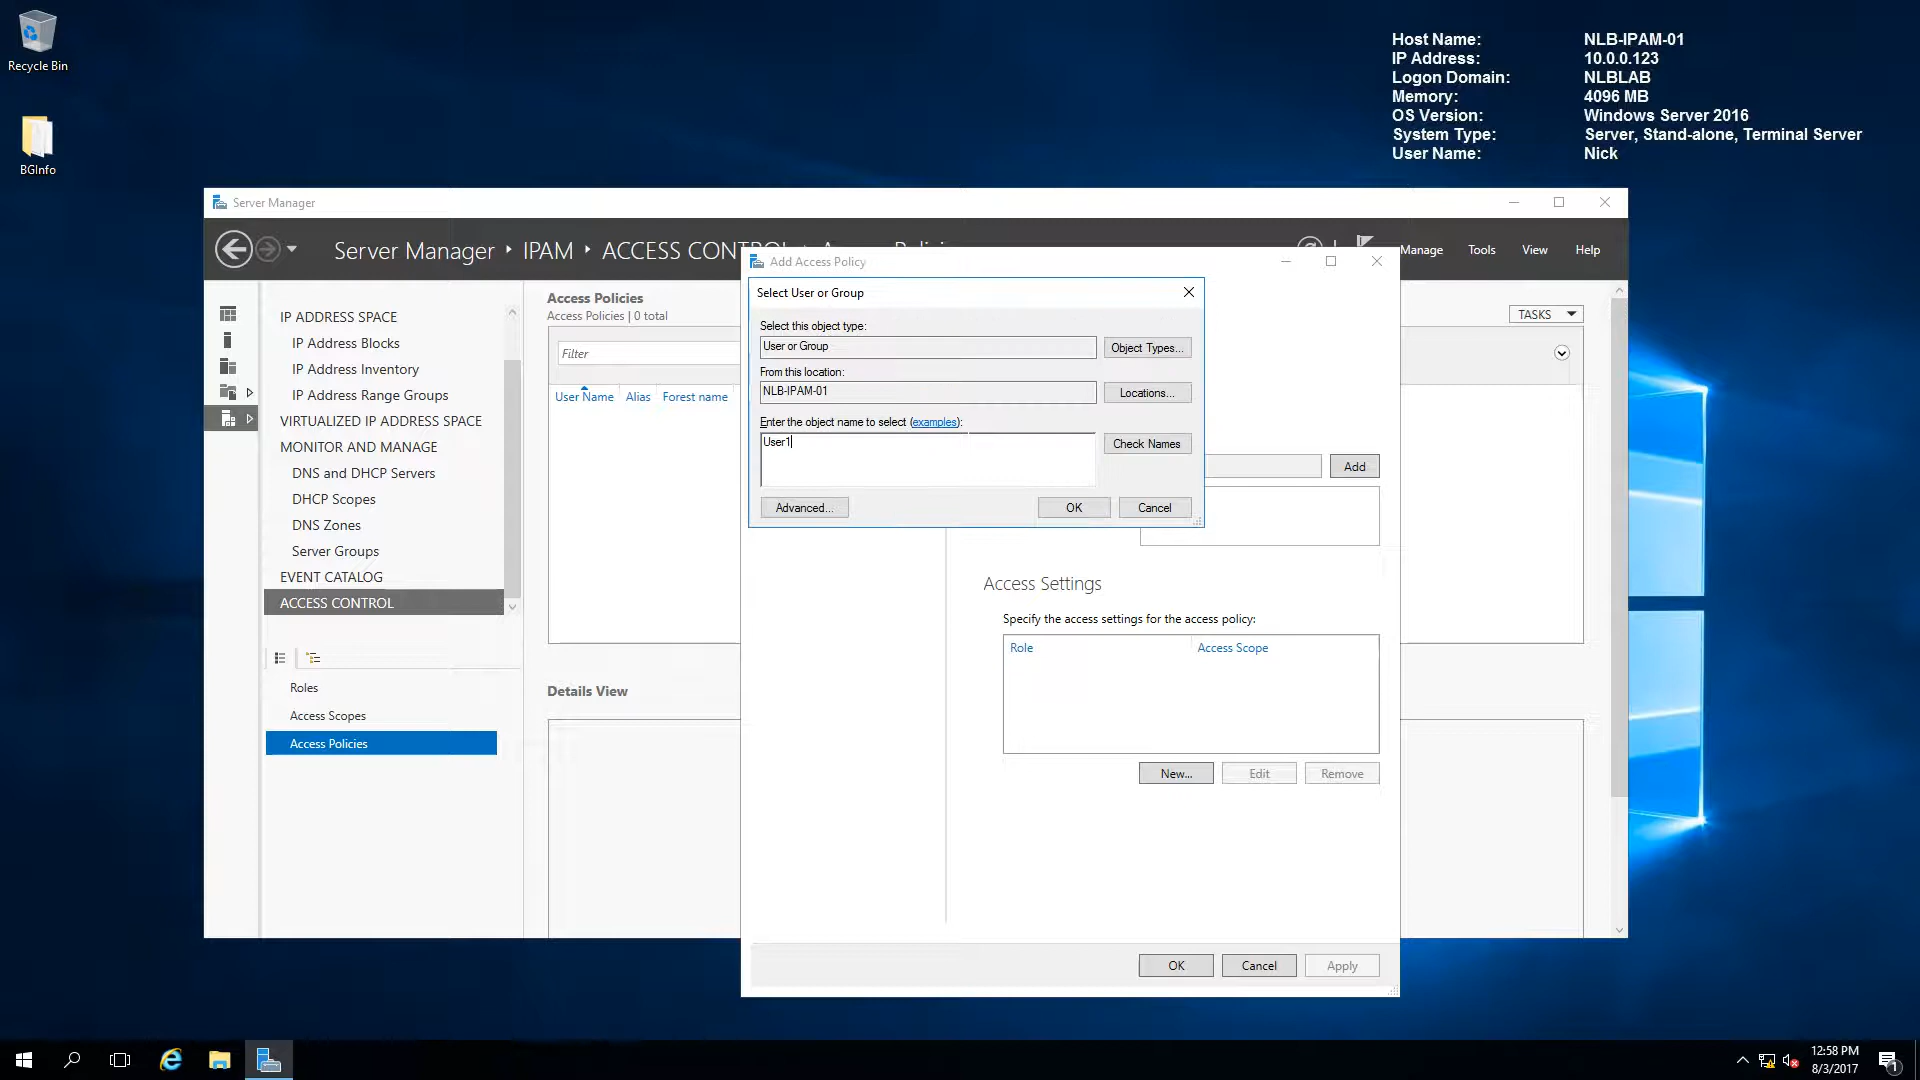 Recycle Bin
BGInfo
Host Name: NLB-IPAM-01
IP Address: 10.0.0.123
Logon Domain: NLBLAB
Memory: 4096 MB
OS Version: Windows Server 2016
System Type: Server, Stand-alone, Terminal Server
User Name: Nick
Server Manager
Server Manager IPAM ACCESS CONTROL
Manage Tools View Help
IP ADDRESS SPACE
IP Address Blocks
IP Address Inventory
IP Address Range Groups
VIRTUALIZED IP ADDRESS SPACE
MONITOR AND MANAGE
DNS and DHCP Servers
DHCP Scopes
DNS Zones
Server Groups
EVENT CATALOG
ACCESS CONTROL
Roles
Access Scopes
Access Policies
Access Policies
Access Policies | 0 total
TASKS
Filter
User Name Alias Forest name
Details View
Add Access Policy
Select User or Group
Select this object type:
User or Group
Object Types...
From this location:
NLB-IPAM-01
Locations...
Enter the object name to select (examples):
User1
Check Names
Advanced...
OK
Cancel
Add
Access Settings
Specify the access settings for the access policy:
Role Access Scope
New... Edit Remove
OK Cancel Apply
12:58 PM
8/3/2017
1